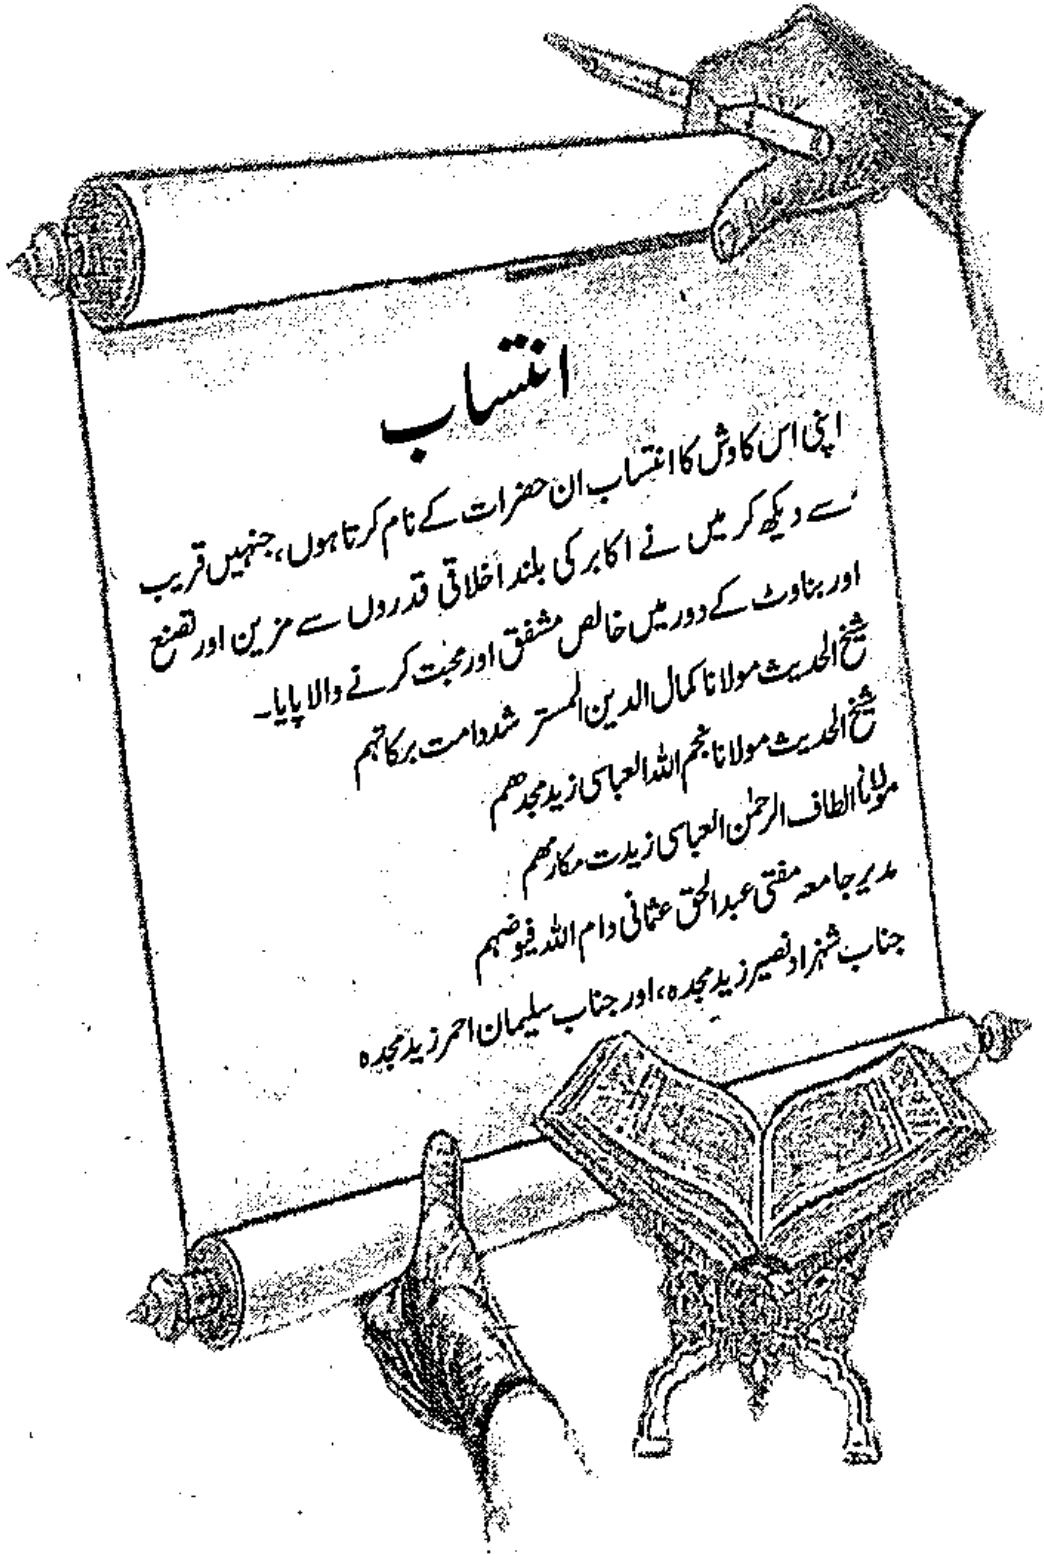 انتساب
اپنی اس کاوش کا انتساب ان حضرات کے نام کرتا ہوں، جنہیں قریب
سے دیکھ کر میں نے اکابر کی بلند اخلاقی قدروں سے مزین اور تصنع
اور بناوٹ کے دور میں خالص مشفق اور محبت کرنے والا پایا۔
شیخ الحدیث مولانا کمال الدین المسترشد دامت برکاتہم
شیخ الحدیث مولانا نجم اللہ العباسی زید مجدھم
مولانا الطاف الرحمٰن العباسی زیدت مکارمھم
مدیر جامعہ مفتی عبدالحق عثمانی دام اللہ فیوضہم
جناب شہزاد نصیر زید مجدہ، اور جناب سلیمان احمر زید مجدہ